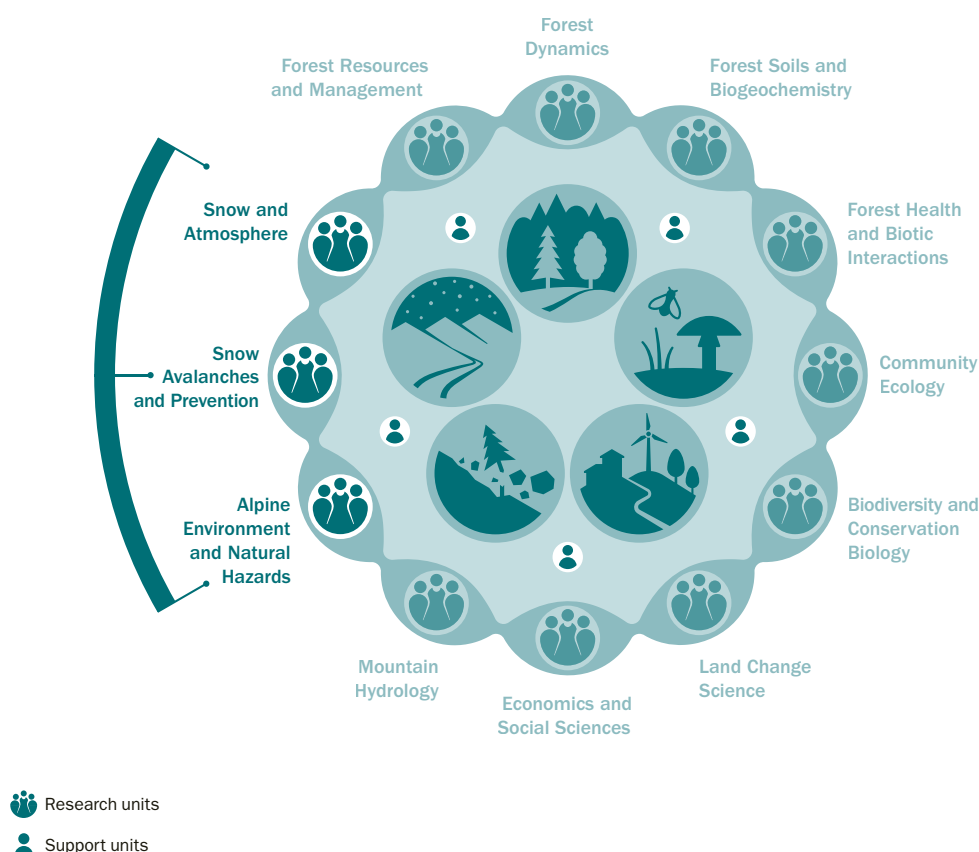 Forest
Dynamics
Forest Resources
and Management
Forest Soils and
Biogeochemistry
Snow and
Atmosphere
Forest Health
and Biotic
Interactions
Snow
Avalanches
and Prevention
Community
Ecology
Alpine
Environment
and Natural
Hazards
Biodiversity and
Conservation
Biology
Mountain
Hydrology
Land Change
Science
Economics and
Social Sciences
Research units
Support units